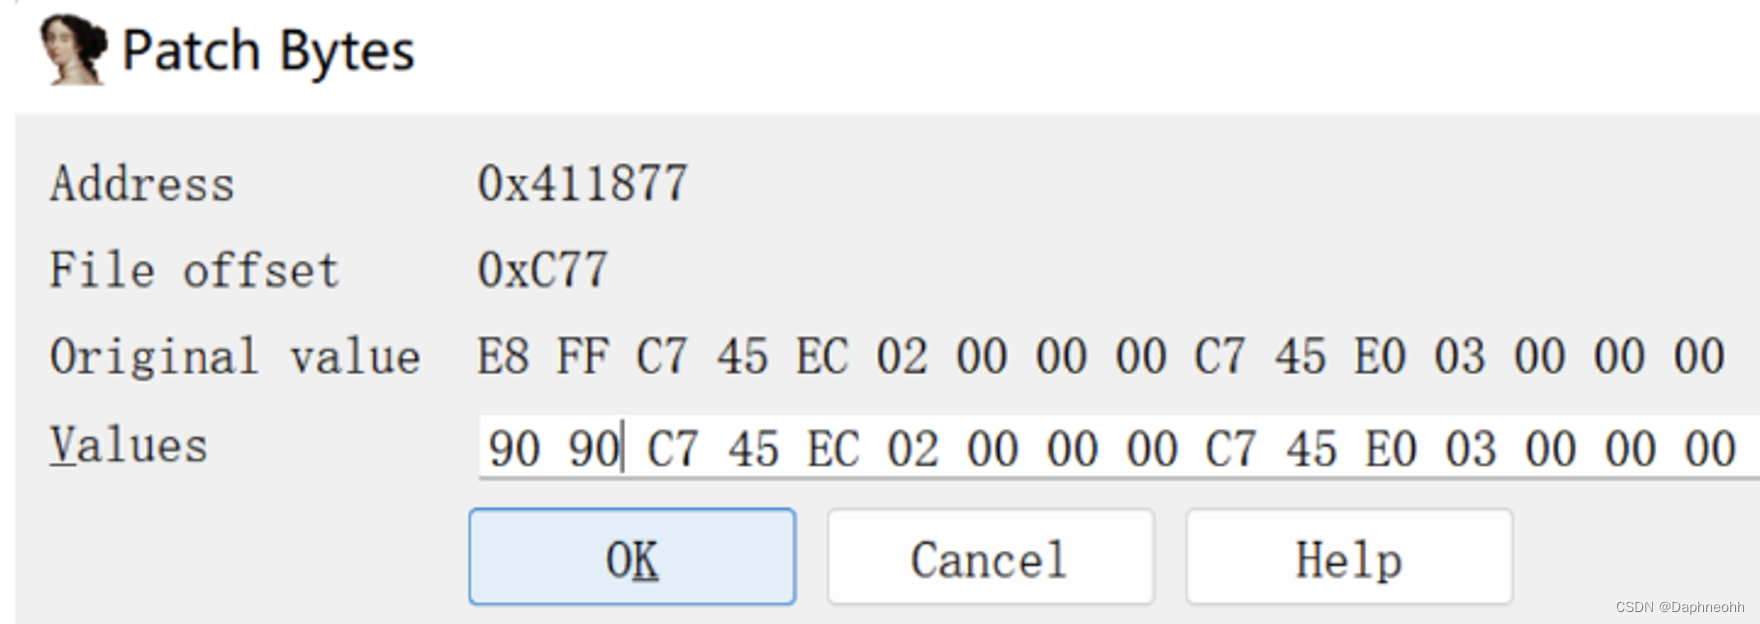 Patch Bytes
Address 0x411877
File offset 0xC77
Original value E8 FF C7 45 EC 02 00 00 00 C7 45 E0 03 00 00 00
Values 90 90 C7 45 EC 02 00 00 00 C7 45 E0 03 00 00 00
OK Cancel Help
CSDN @Daphneohh